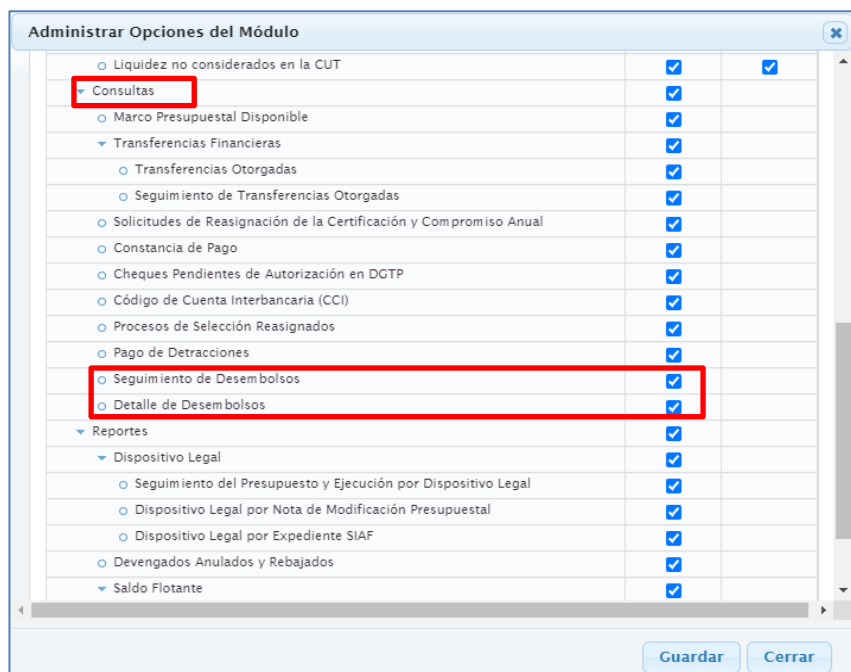 Administrar Opciones del Módulo
Liquidez no considerados en la CUT
Consultas
Marco Presupuestal Disponible
Transferencias Financieras
Transferencias Otorgadas
Seguimiento de Transferencias Otorgadas
Solicitudes de Reasignación de la Certificación y Compromiso Anual
Constancia de Pago
Cheques Pendientes de Autorización en DGTP
Código de Cuenta Interbancaria (CCI)
Procesos de Selección Reasignados
Pago de Detracciones
Seguimiento de Desembolsos
Detalle de Desembolsos
Reportes
Dispositivo Legal
Seguimiento del Presupuesto y Ejecución por Dispositivo Legal
Dispositivo Legal por Nota de Modificación Presupuestal
Dispositivo Legal por Expediente SIAF
Devengados Anulados y Rebajados
Saldo Flotante
Guardar Cerrar